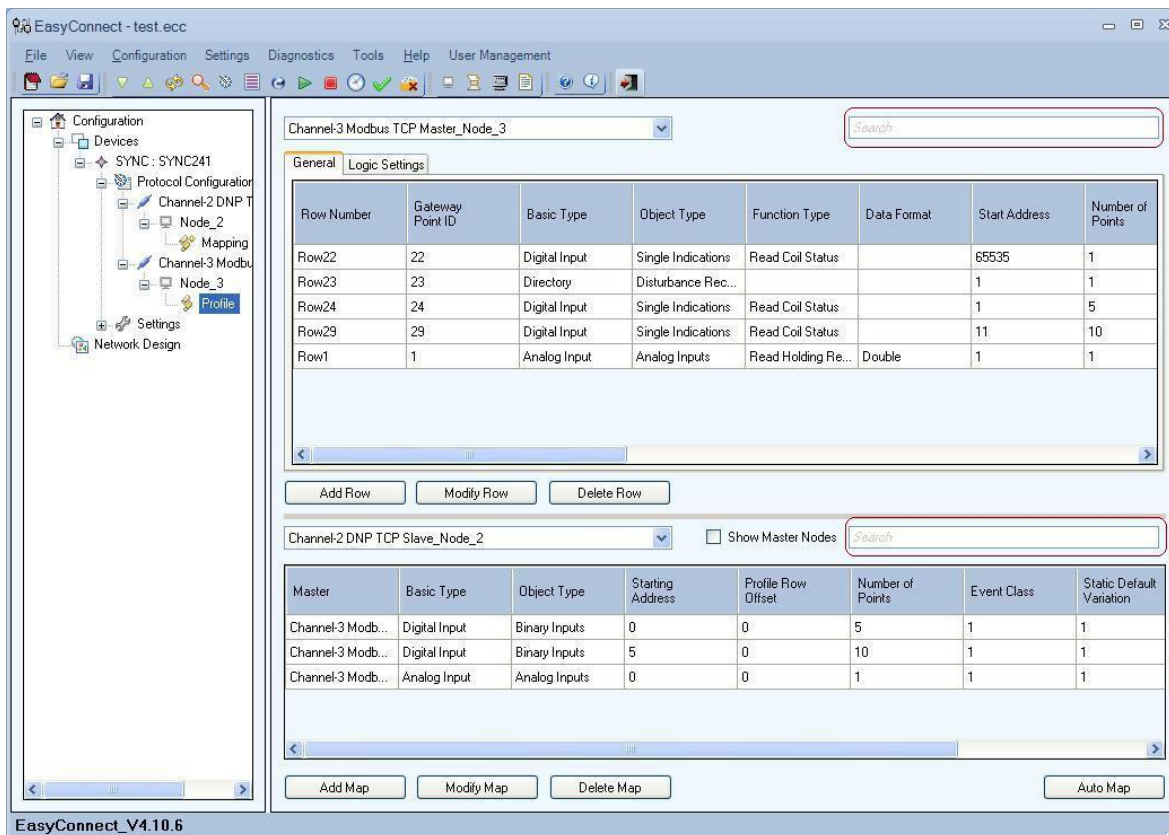 EasyConnect - test.ecc
File View Configuration Settings Diagnostics Tools Help User Management
Configuration
Devices
SYNC : SYNC241
Protocol Configuration
Channel-2 DNP T
Node_2
Mapping
Channel-3 Modbu
Node_3
Profile
Settings
Network Design
Channel-3 Modbus TCP Master_Node_3 Search
General Logic Settings
Row Number Gateway Point ID Basic Type Object Type Function Type Data Format Start Address Number of Points
Row22 22 Digital Input Single Indications Read Coil Status 65535 1
Row23 23 Directory Disturbance Rec... 1 1
Row24 24 Digital Input Single Indications Read Coil Status 1 5
Row29 29 Digital Input Single Indications Read Coil Status 11 10
Row1 1 Analog Input Analog Inputs Read Holding Re... Double 1 1
Add Row Modify Row Delete Row
Channel-2 DNP TCP Slave_Node_2 Show Master Nodes Search
Master Basic Type Object Type Starting Address Profile Row Offset Number of Points Event Class Static Default Variation
Channel-3 Modb... Digital Input Binary Inputs 0 0 5 1 1
Channel-3 Modb... Digital Input Binary Inputs 5 0 10 1 1
Channel-3 Modb... Analog Input Analog Inputs 0 0 1 1 1
Add Map Modify Map Delete Map Auto Map
EasyConnect_V4.10.6